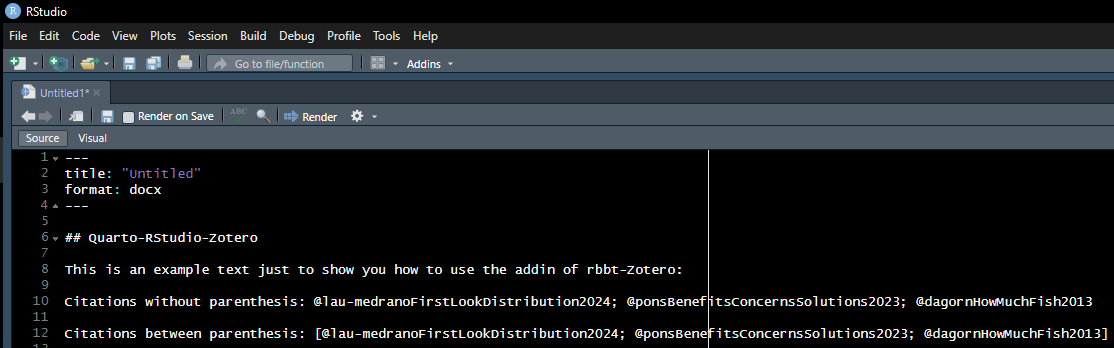 RStudio
File Edit Code View Plots Session Build Debug Profile Tools Help
Go to file/function Addins
Untitled1*
Render on Save ABC Render
Source Visual
1 ---
2 title: "Untitled"
3 format: docx
4 ---
5
6 ## Quarto-RStudio-Zotero
7
8 This is an example text just to show you how to use the addin of rbbt-Zotero:
9
10 Citations without parenthesis: @lau-medranoFirstLookDistribution2024; @ponsBenefitsConcernsSolutions2023; @dagornHowMuchFish2013
11
12 Citations between parenthesis: [@lau-medranoFirstLookDistribution2024; @ponsBenefitsConcernsSolutions2023; @dagornHowMuchFish2013]